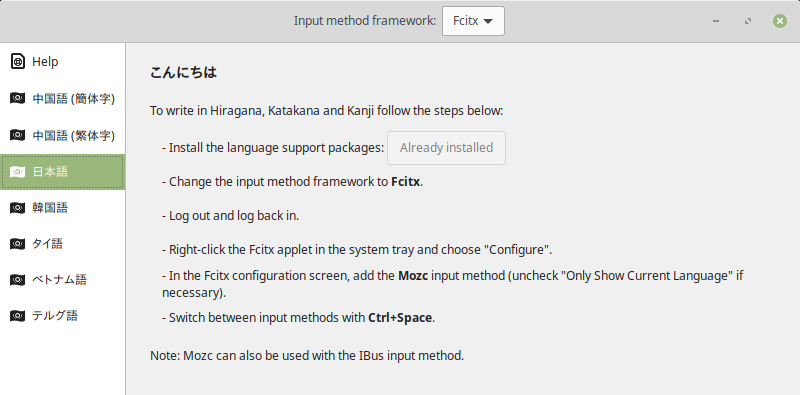 Input method framework: Fcitx
Help
中国語 (簡体字)
中国語 (繁体字)
日本語
韓国語
タイ語
ベトナム語
テルグ語
こんにちは
To write in Hiragana, Katakana and Kanji follow the steps below:
- Install the language support packages: Already installed
- Change the input method framework to Fcitx.
- Log out and log back in.
- Right-click the Fcitx applet in the system tray and choose "Configure".
- In the Fcitx configuration screen, add the Mozc input method (uncheck "Only Show Current Language" if
necessary).
- Switch between input methods with Ctrl+Space.
Note: Mozc can also be used with the IBus input method.